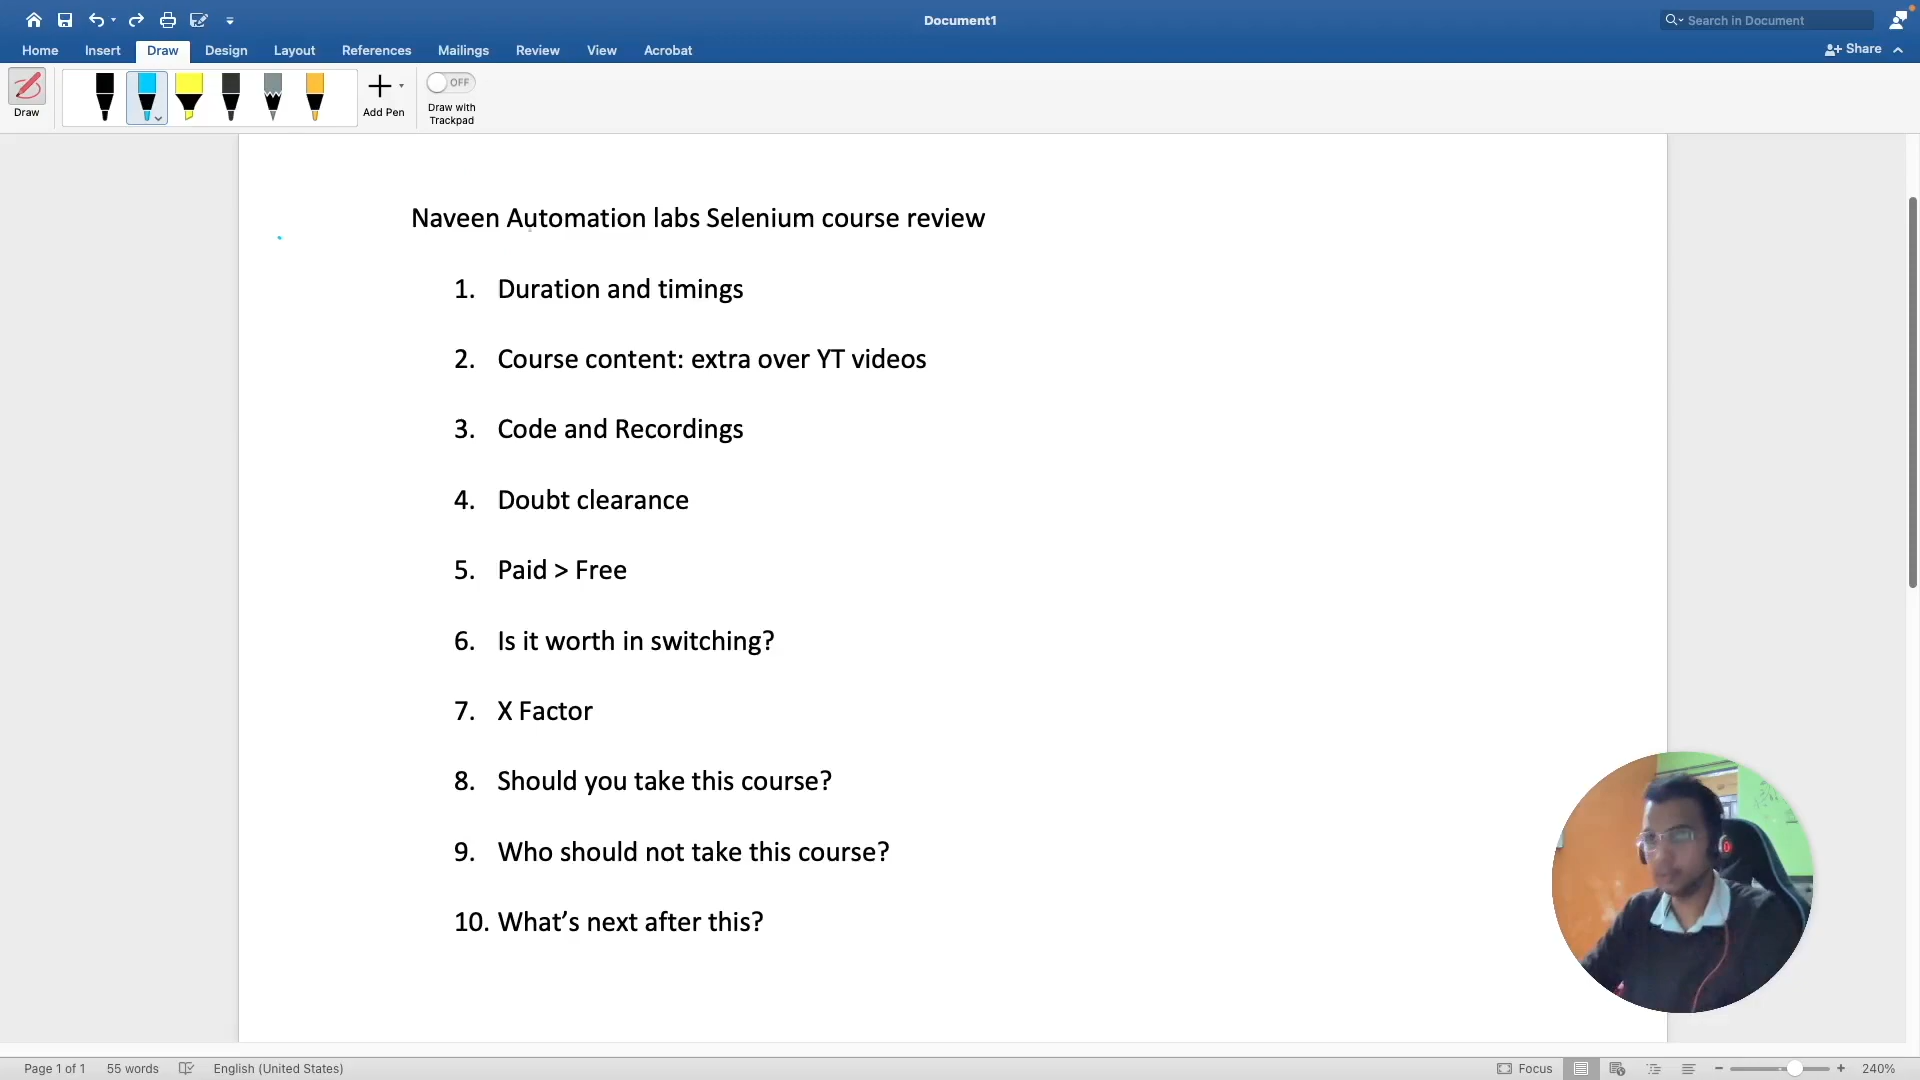 Document1
Search in Document
Home Insert Draw Design Layout References Mailings Review View Acrobat
Share
OFF
Draw
Add Pen
Draw with
Trackpad
Naveen Automation labs Selenium course review
1. Duration and timings
2. Course content: extra over YT videos
3. Code and Recordings
4. Doubt clearance
5. Paid > Free
6. Is it worth in switching?
7. X Factor
8. Should you take this course?
9. Who should not take this course?
10. What’s next after this?
Page 1 of 1 55 words English (United States) Focus 240%